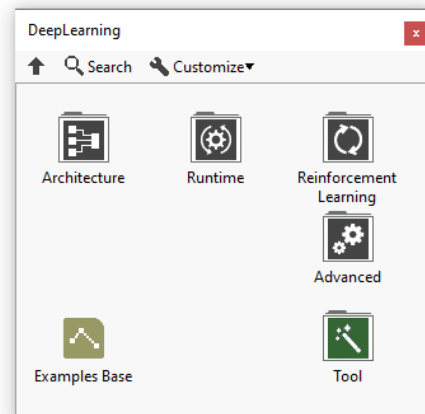 DeepLearning
x
Search Customize▾
Architecture Runtime Reinforcement
Learning
Advanced
Examples Base Tool